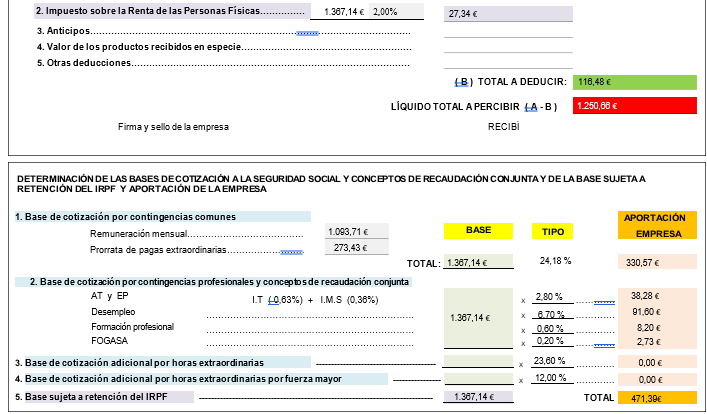 2. Impuesto sobre la Renta de las Personas Físicas............... 1.367,14 € 2,00% 27,34 €
3. Anticipos
4. Valor de los productos recibidos en especie
5. Otras deducciones
( B ) TOTAL A DEDUCIR: 116,48 €
LÍQUIDO TOTAL A PERCIBIR ( A - B ) 1.250,66 €
Firma y sello de la empresa RECIBÍ
DETERMINACIÓN DE LAS BASES DE COTIZACIÓN A LA SEGURIDAD SOCIAL Y CONCEPTOS DE RECAUDACIÓN CONJUNTA Y DE LA BASE SUJETA A
RETENCIÓN DEL IRPF Y APORTACIÓN DE LA EMPRESA
1. Base de cotización por contingencias comunes
APORTACIÓN
EMPRESA
Remuneración mensual 1.093,71 € BASE TIPO
Prorrata de pagas extraordinarias 273,43 €
TOTAL: 1.367,14 € 24,18 % 330,57 €
2. Base de cotización por contingencias profesionales y conceptos de recaudación conjunta
AT y EP I.T (-0,63%) + I.M.S (0,36%) x 2,80 % 38,28 €
Desempleo 1.367,14 € x 6,70 % 91,60 €
Formación profesional x 0,60 % 8,20 €
FOGASA x 0,20 % 2,73 €
3. Base de cotización adicional por horas extraordinarias x 23,60 % 0,00 €
4. Base de cotización adicional por horas extraordinarias por fuerza mayor x 12,00 % 0,00 €
5. Base sujeta a retención del IRPF 1.367,14 € TOTAL 471,39€